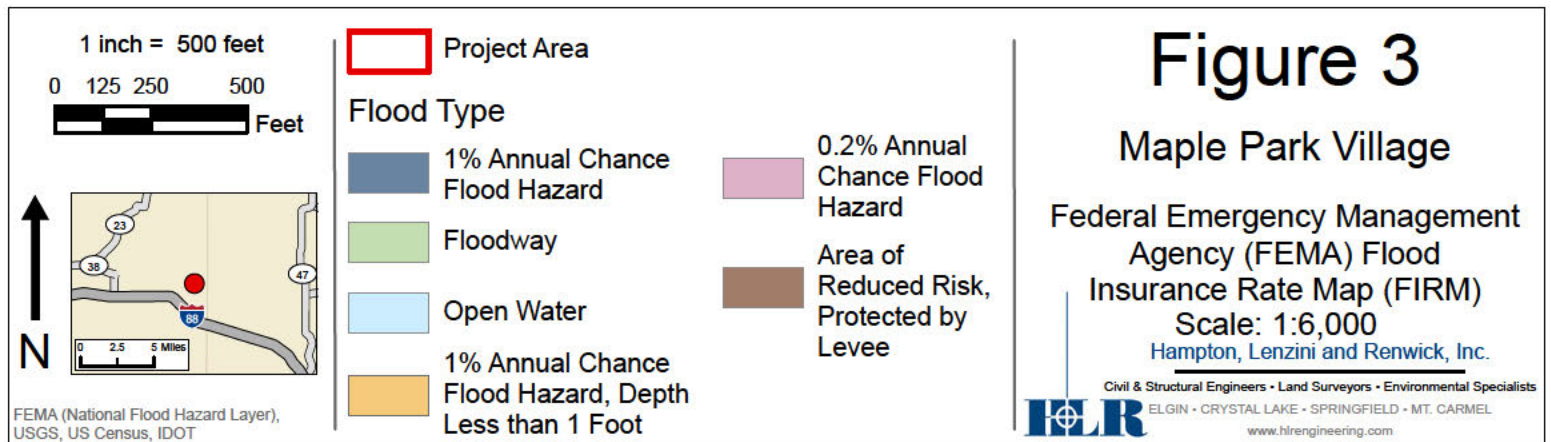 1 inch = 500 feet
0 125 250 500
Feet
N
23
38
47
88
0 2.5 5 Miles
FEMA (National Flood Hazard Layer),
USGS, US Census, IDOT
Project Area
Flood Type
1% Annual Chance
Flood Hazard
Floodway
Open Water
1% Annual Chance
Flood Hazard, Depth
Less than 1 Foot
0.2% Annual
Chance Flood
Hazard
Area of
Reduced Risk,
Protected by
Levee
Figure 3
Maple Park Village
Federal Emergency Management
Agency (FEMA) Flood
Insurance Rate Map (FIRM)
Scale: 1:6,000
Hampton, Lenzini and Renwick, Inc.
Civil & Structural Engineers • Land Surveyors • Environmental Specialists
HLR
ELGIN • CRYSTAL LAKE • SPRINGFIELD • MT. CARMEL
www.hlrengineering.com